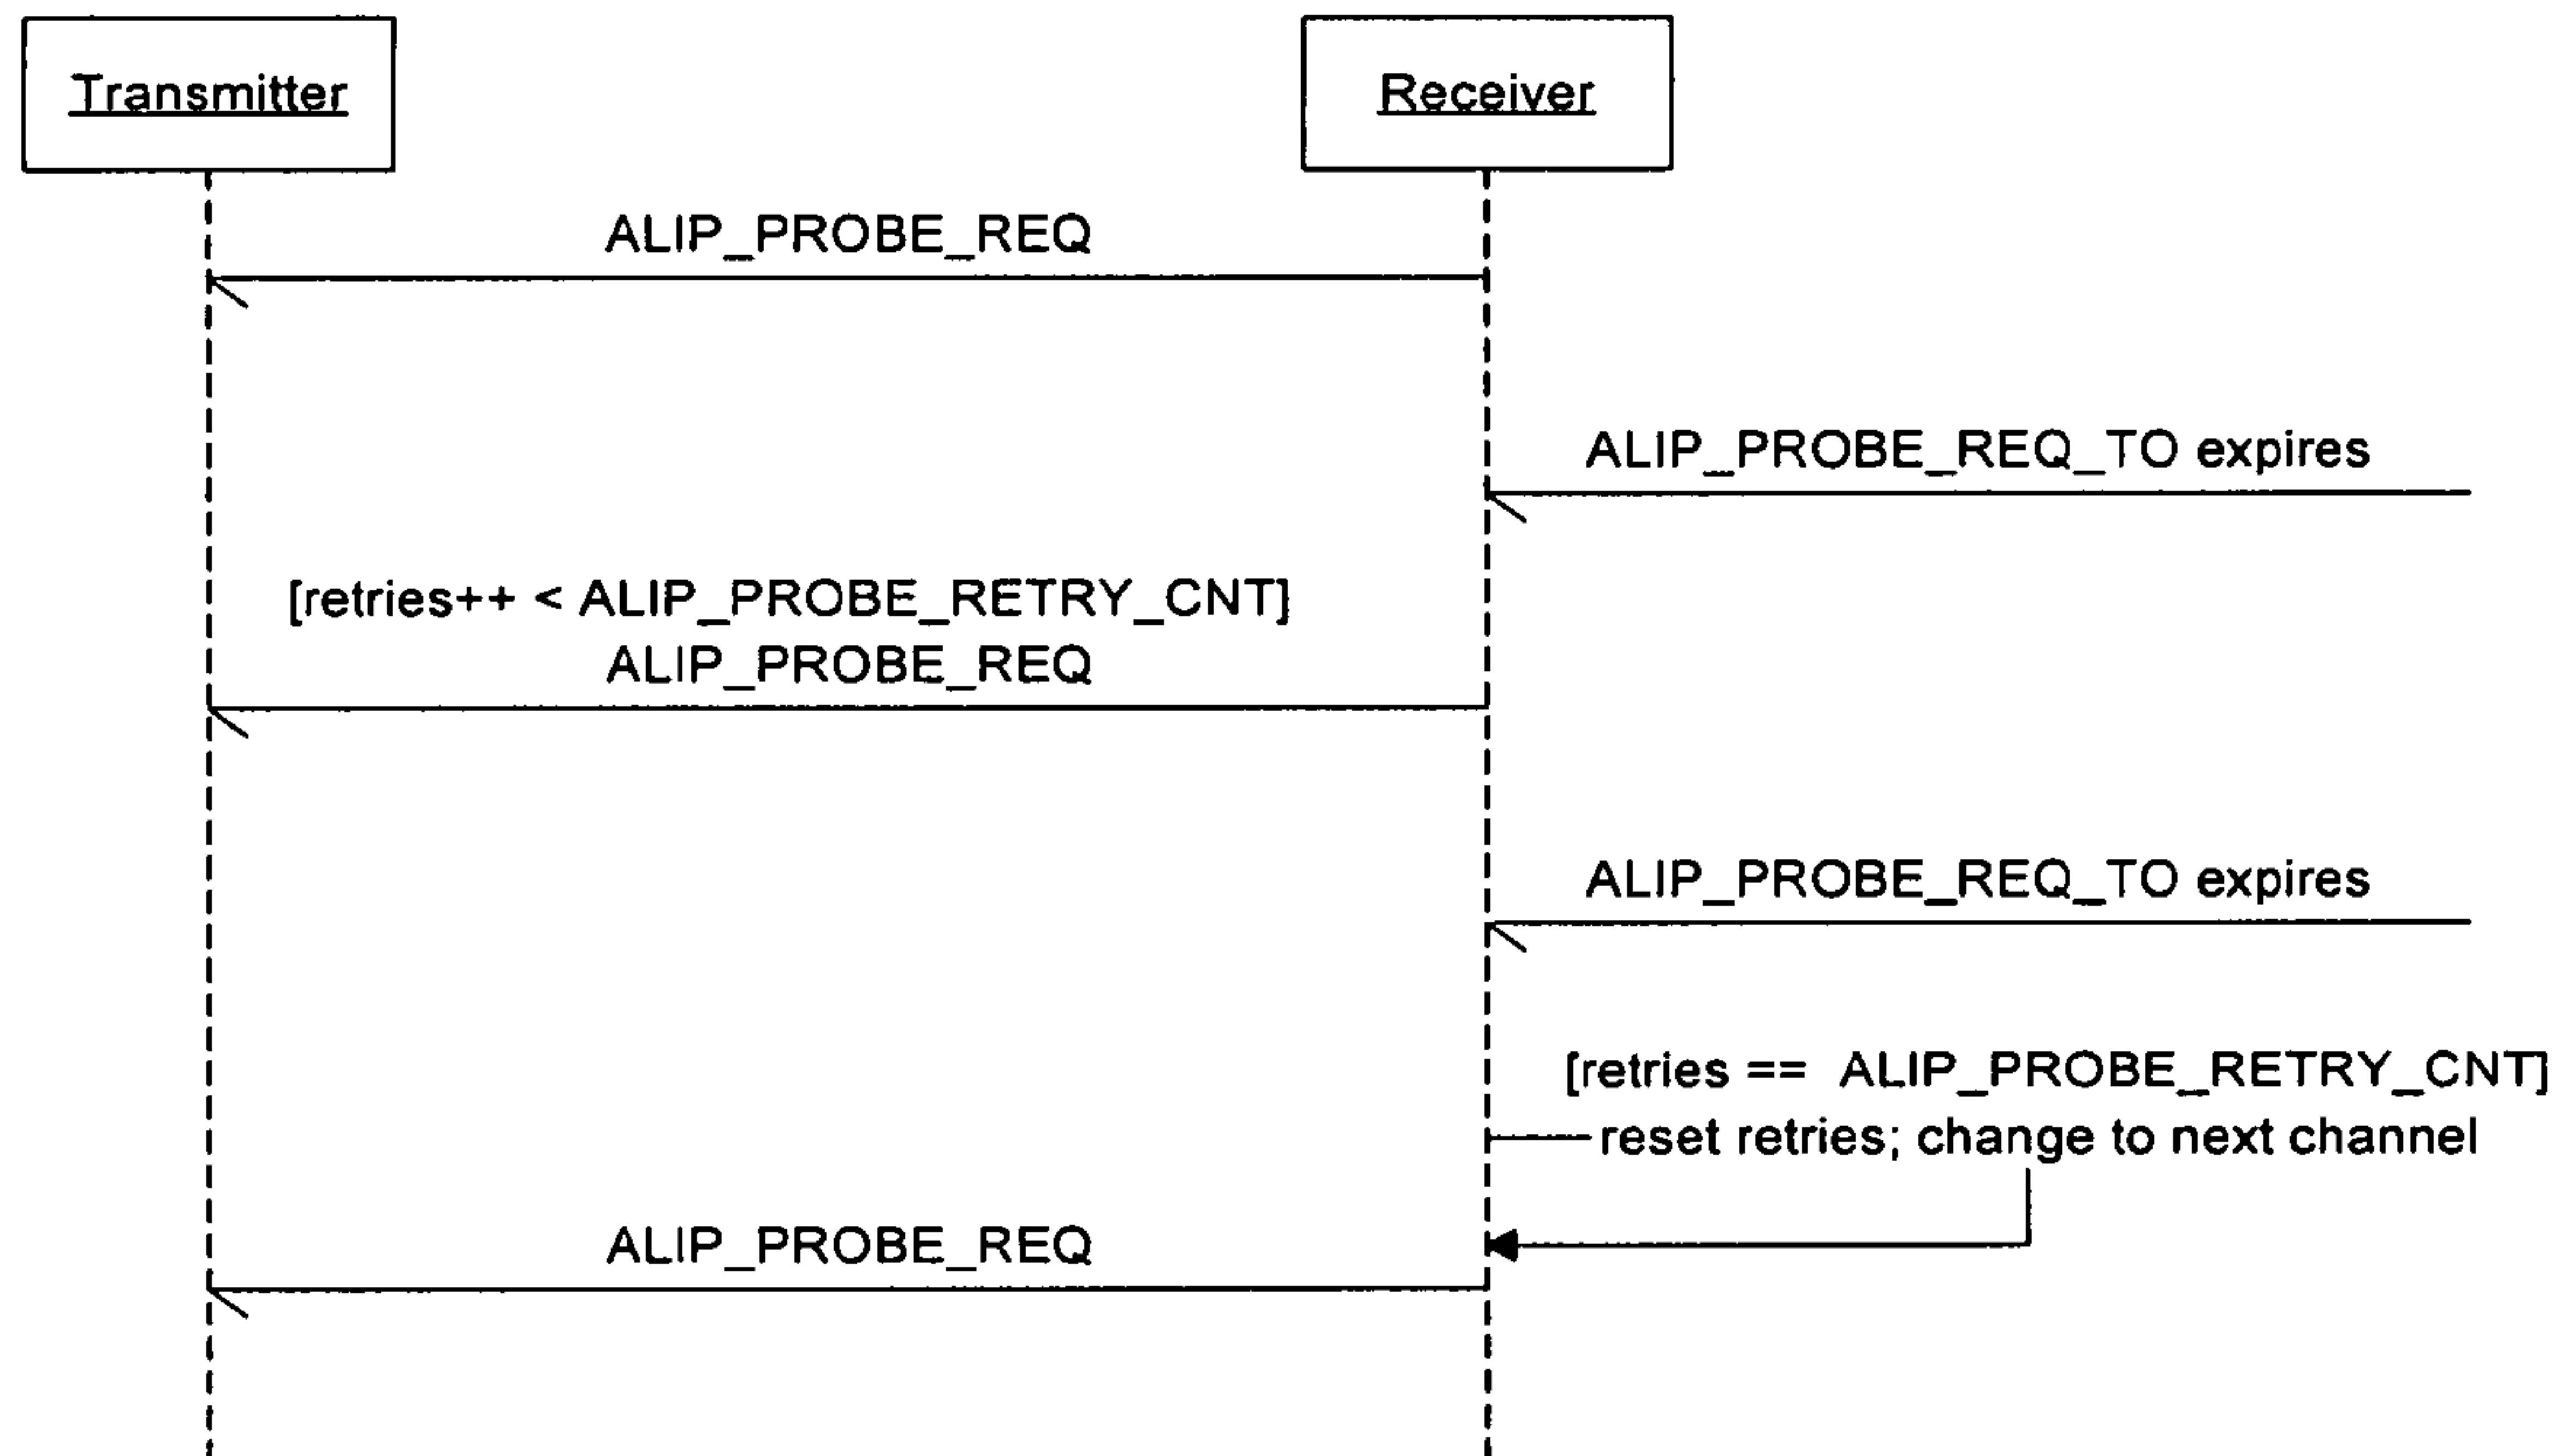 Transmitter
Receiver
ALIP_PROBE_REQ
ALIP_PROBE_REQ_TO expires
[retries++ < ALIP_PROBE_RETRY_CNT]
ALIP_PROBE_REQ
ALIP_PROBE_REQ_TO expires
[retries == ALIP_PROBE_RETRY_CNT]
reset retries; change to next channel
ALIP_PROBE_REQ